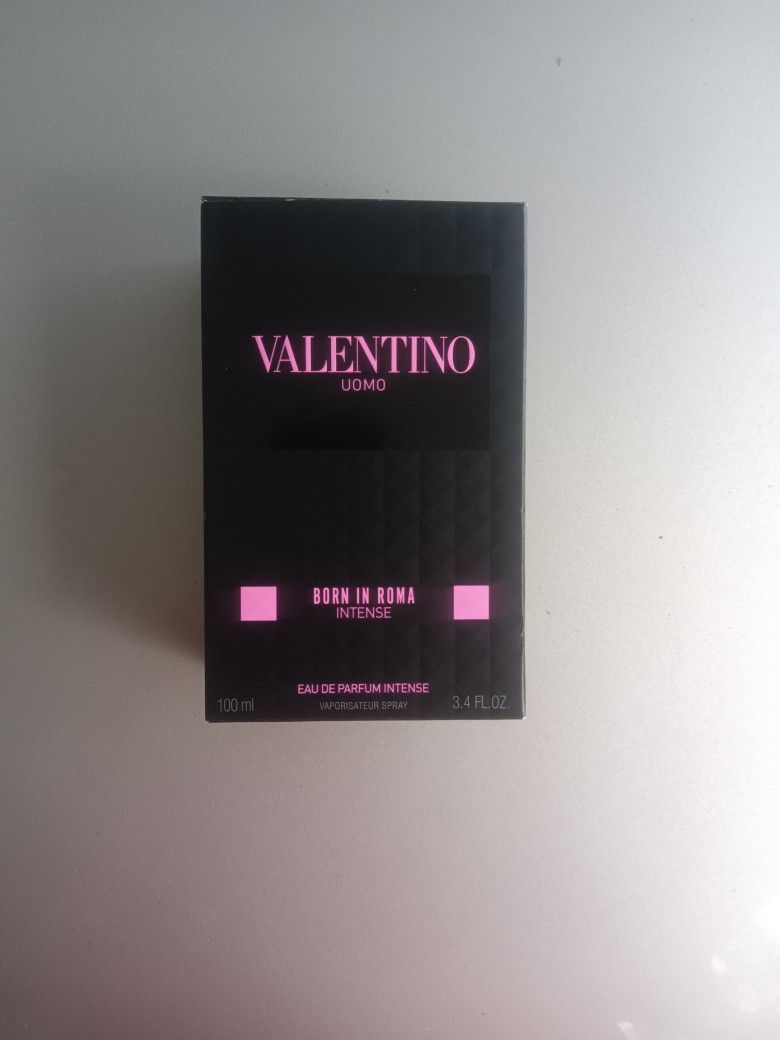 VALENTINO
UOMO
BORN IN ROMA
INTENSE
EAU DE PARFUM INTENSE
100 ml VAPORISATEUR SPRAY 3.4 FL.OZ.